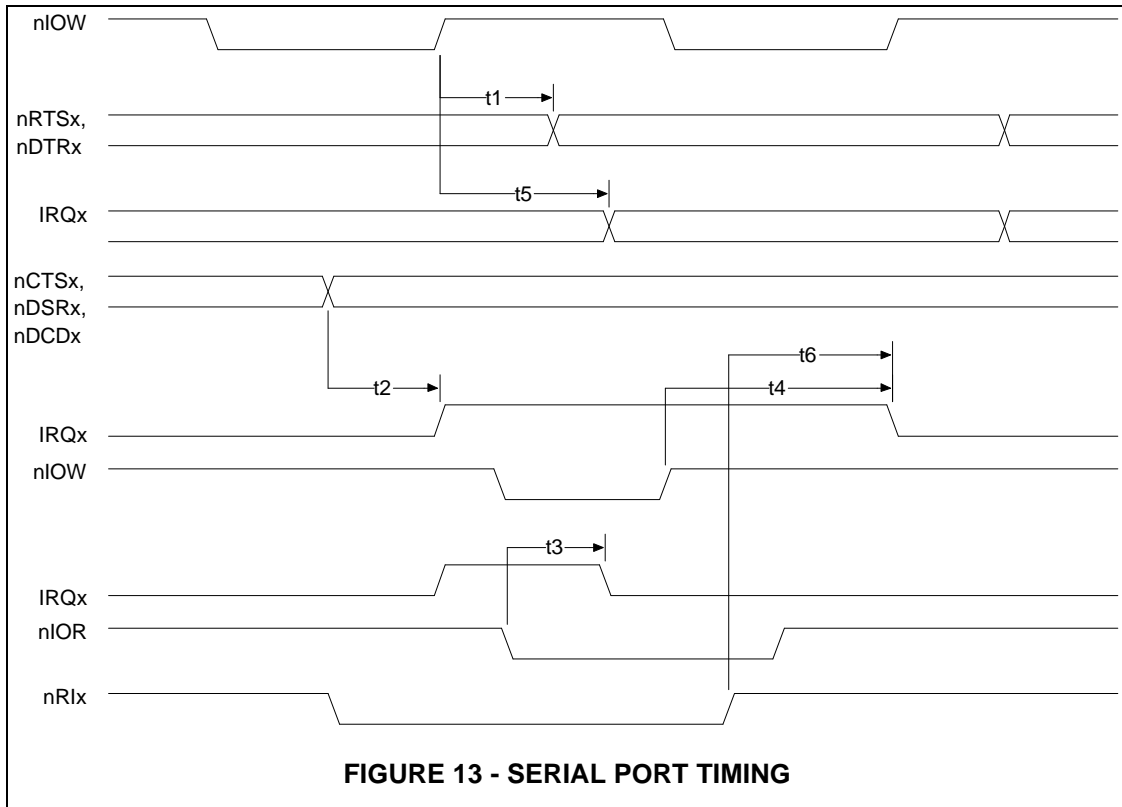 nIOW
t1
nRTSx,
nDTRx
t5
IRQx
nCTSx,
nDSRx,
nDCDx
t6
t2
t4
IRQx
nIOW
t3
IRQx
nIOR
nRIx
FIGURE 13 - SERIAL PORT TIMING